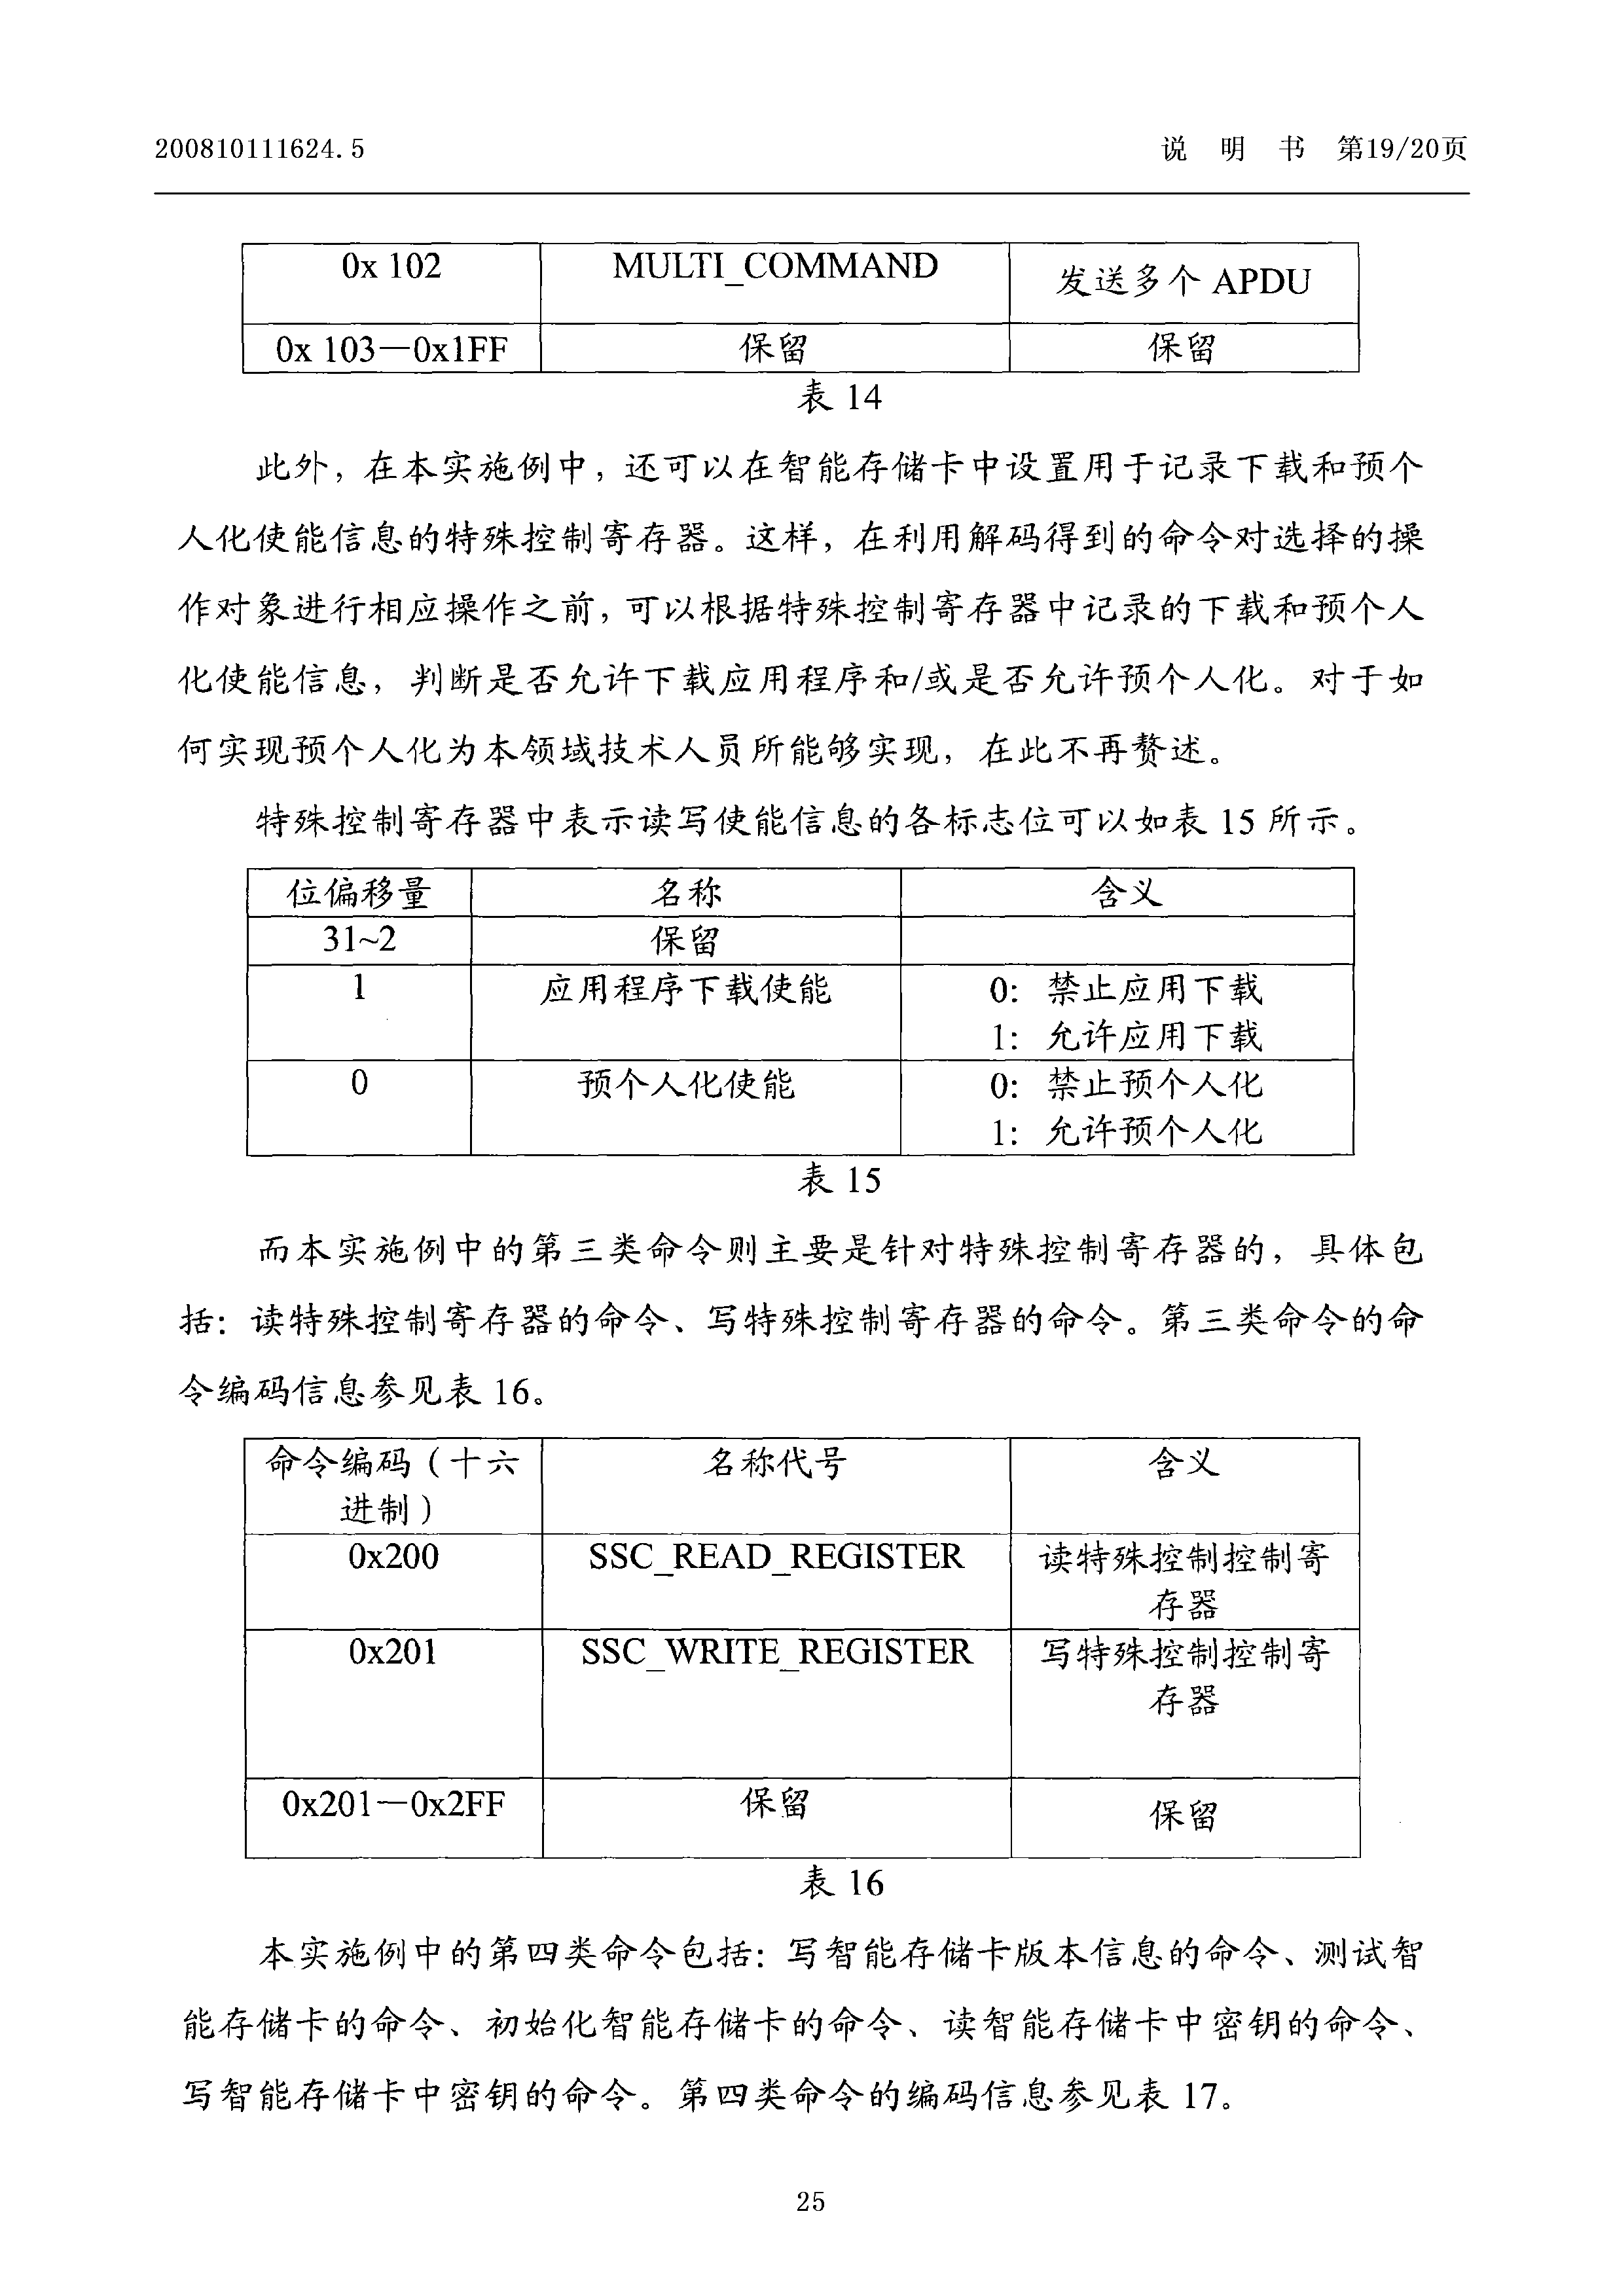 200810111624.5 说 明 书 第19/20页
0x 102 MULTI_COMMAND 发送多个 APDU
0x 103—0x1FF 保留 保留
表 14
此外，在本实施例中，还可以在智能存储卡中设置用于记录下载和预个
人化使能信息的特殊控制寄存器。这样，在利用解码得到的命令对选择的操
作对象进行相应操作之前，可以根据特殊控制寄存器中记录的下载和预个人
化使能信息，判断是否允许下载应用程序和/或是否允许预个人化。对于如
何实现预个人化为本领域技术人员所能够实现，在此不再赘述。
特殊控制寄存器中表示读写使能信息的各标志位可以如表 15 所示。
位偏移量 名称 含义
31~2 保留
1 应用程序下载使能 0: 禁止应用下载
1: 允许应用下载
0 预个人化使能 0: 禁止预个人化
1: 允许预个人化
表 15
而本实施例中的第三类命令则主要是针对特殊控制寄存器的，具体包
括：读特殊控制寄存器的命令、写特殊控制寄存器的命令。第三类命令的命
令编码信息参见表 16。
命令编码（十六 名称代号 含义
进制）
0x200 SSC_READ_REGISTER 读特殊控制控制寄
存器
0x201 SSC_WRITE_REGISTER 写特殊控制控制寄
存器
0x201—0x2FF 保留 保留
表 16
本实施例中的第四类命令包括：写智能存储卡版本信息的命令、测试智
能存储卡的命令、初始化智能存储卡的命令、读智能存储卡中密钥的命令、
写智能存储卡中密钥的命令。第四类命令的编码信息参见表 17。
25